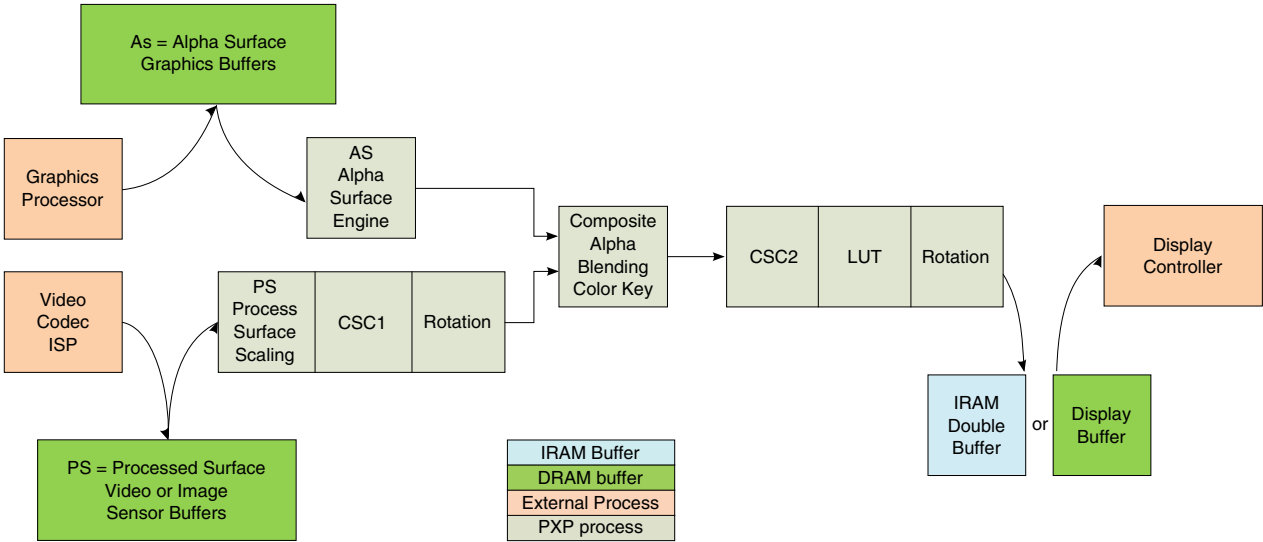 As = Alpha Surface
Graphics Buffers
Graphics
Processor
AS
Alpha
Surface
Engine
Video
Codec
ISP
PS
Process
Surface
Scaling
CSC1
Rotation
Composite
Alpha
Blending
Color Key
CSC2
LUT
Rotation
Display
Controller
IRAM
Double
Buffer
or
Display
Buffer
PS = Processed Surface
Video or Image
Sensor Buffers
IRAM Buffer
DRAM buffer
External Process
PXP process